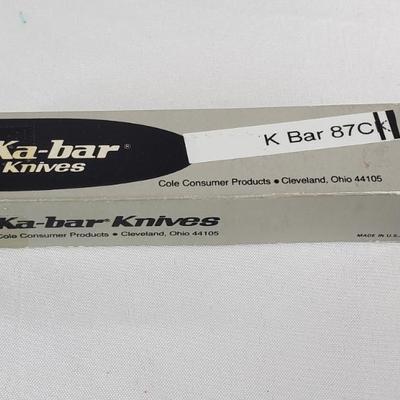 Ka-bar®
Knives
K Bar 87C
Cole Consumer Products • Cleveland, Ohio 44105
Ka-bar® Knives
Cole Consumer Products • Cleveland, Ohio 44105
MADE IN U.S.